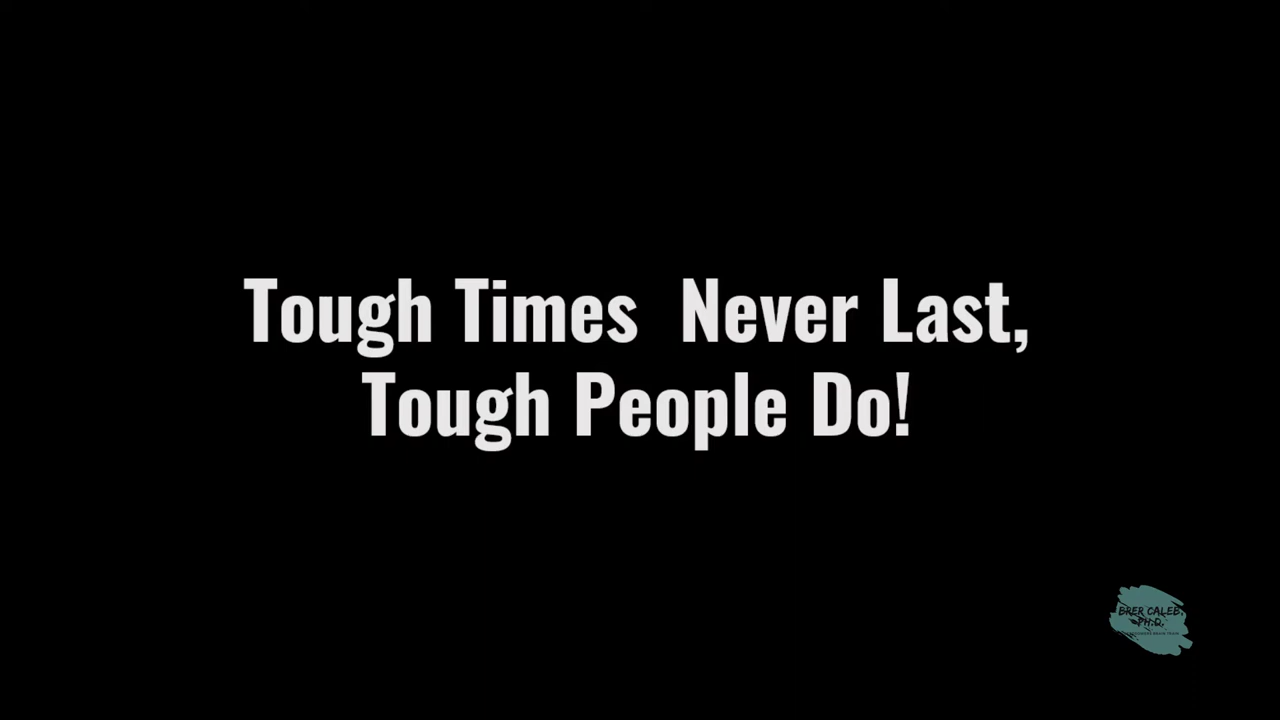 Tough Times  Never Last,
Tough People Do!
BRER CALEB,
PH.D.